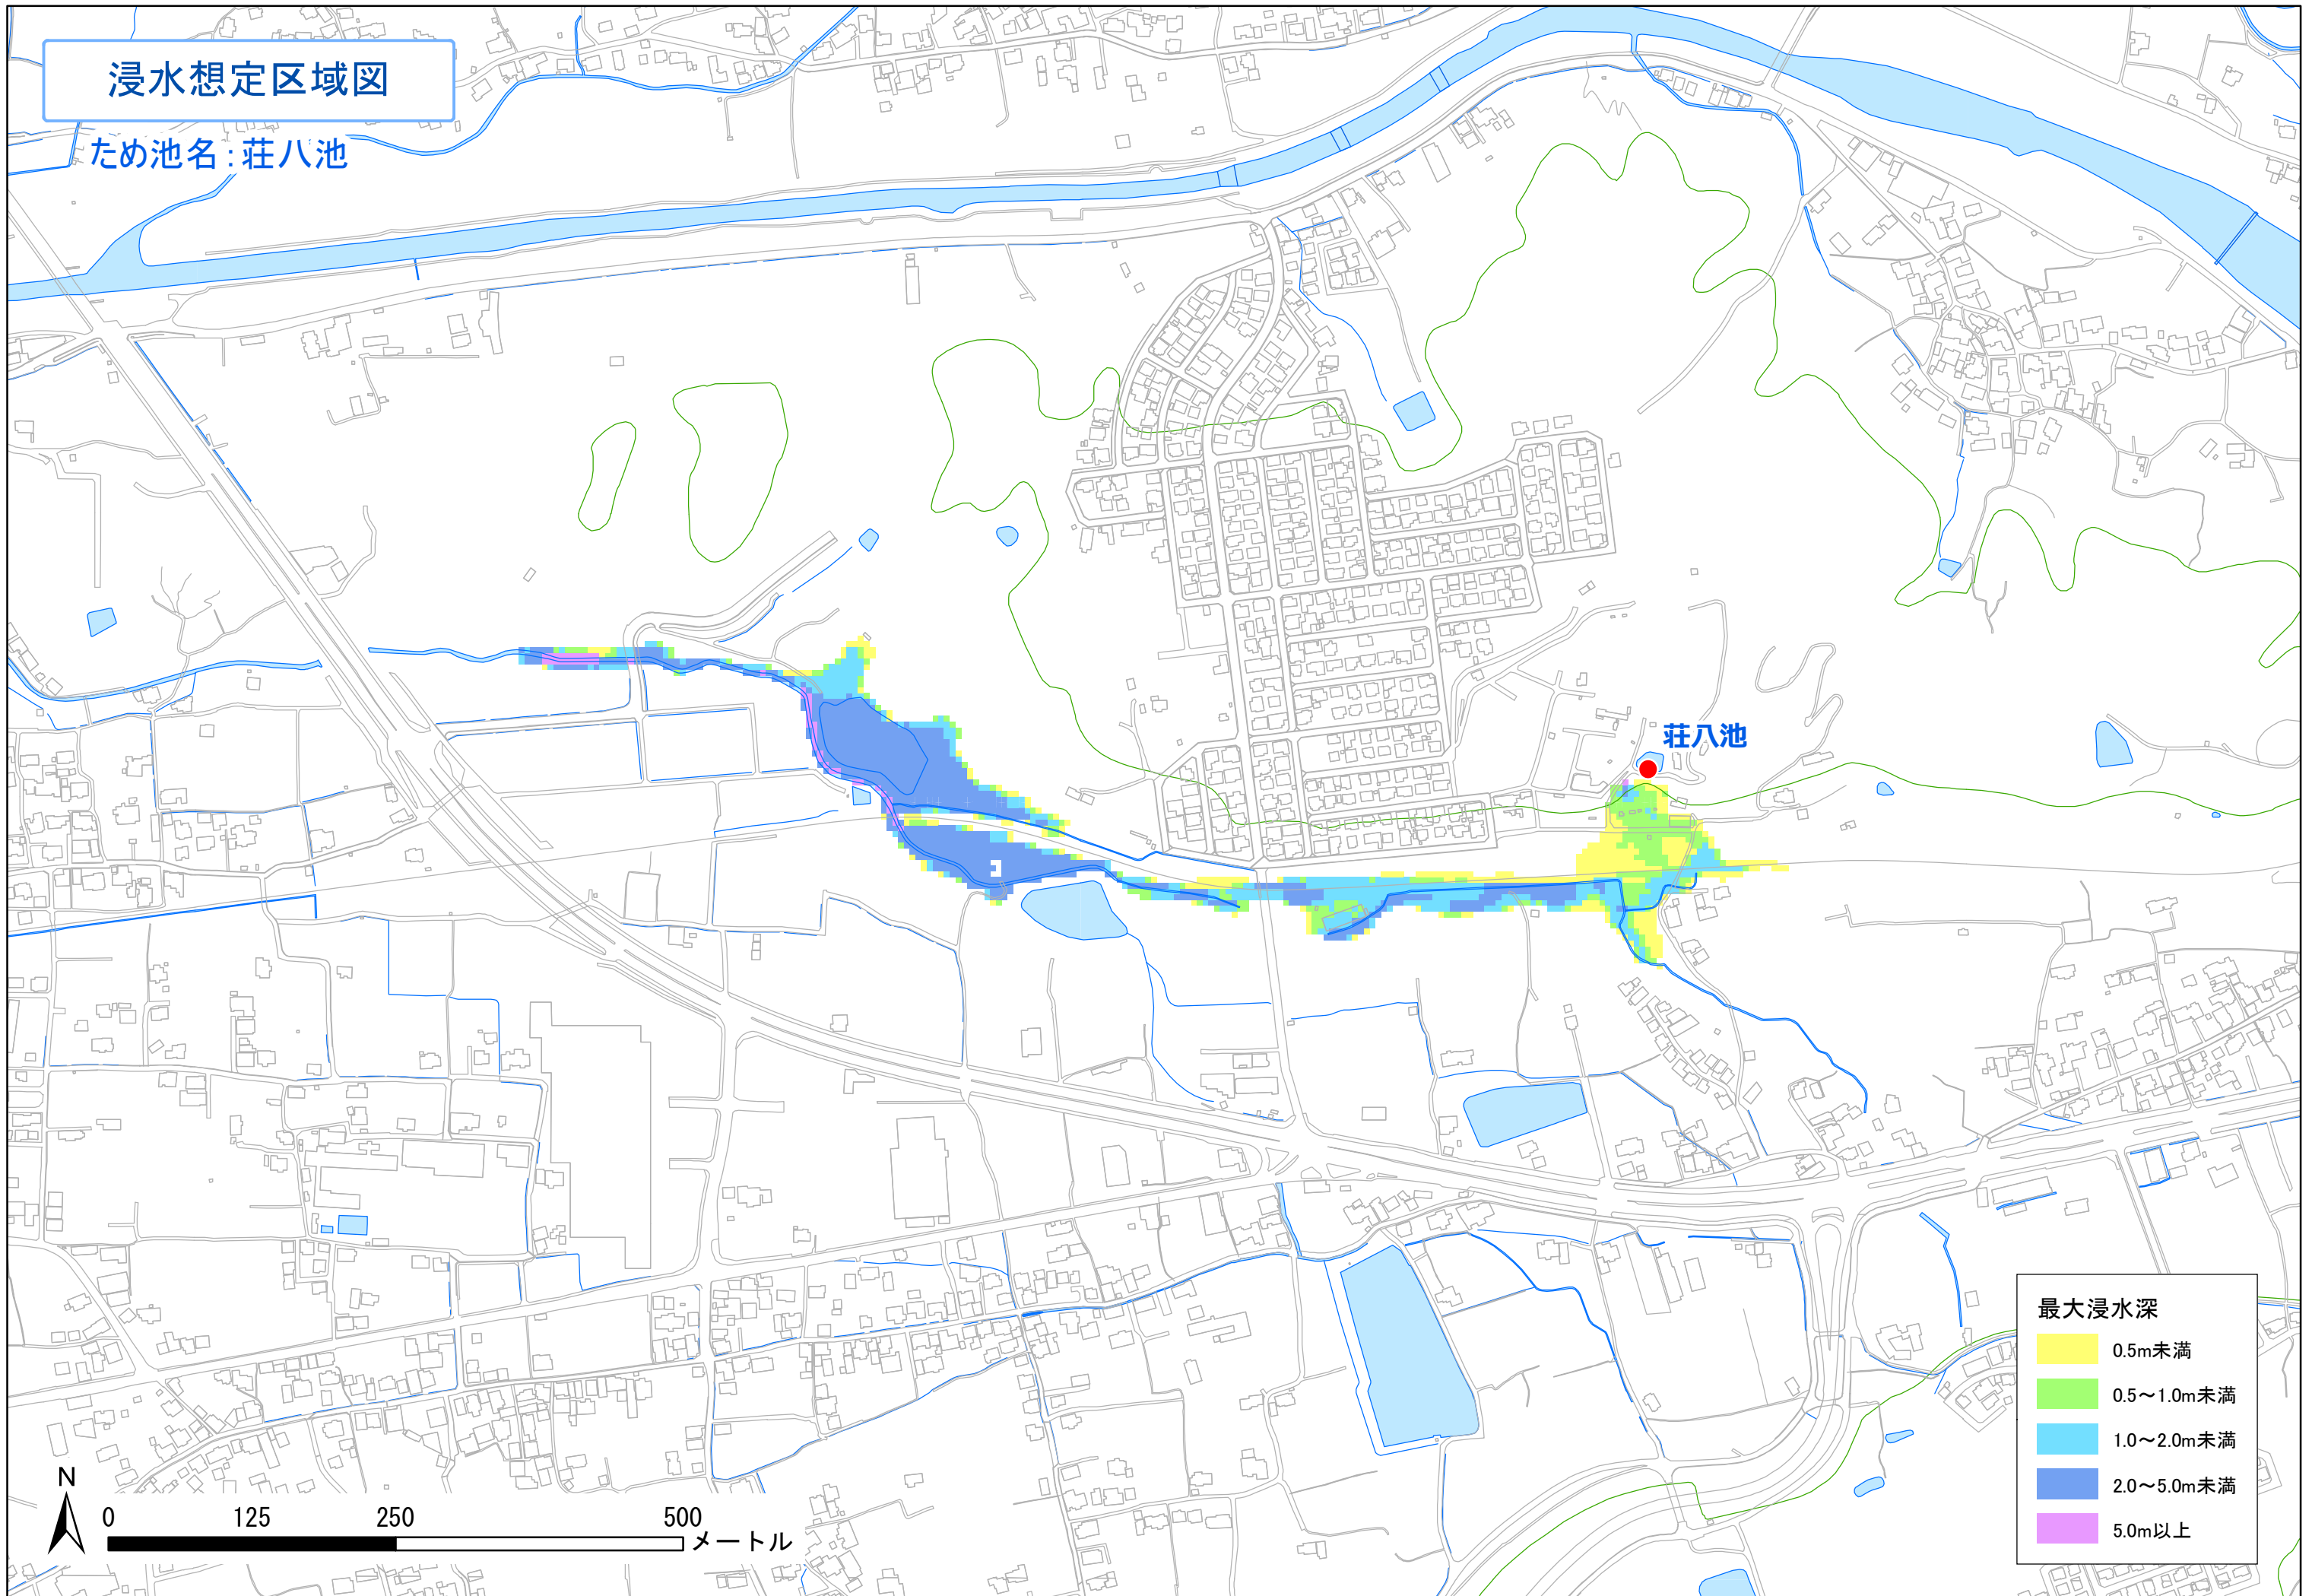 浸水想定区域図
ため池名:荘八池
荘八池
最大浸水深
0.5m未満
0.5～1.0m未満
1.0～2.0m未満
2.0～5.0m未満
5.0m以上
N
0 125 250 500
メートル